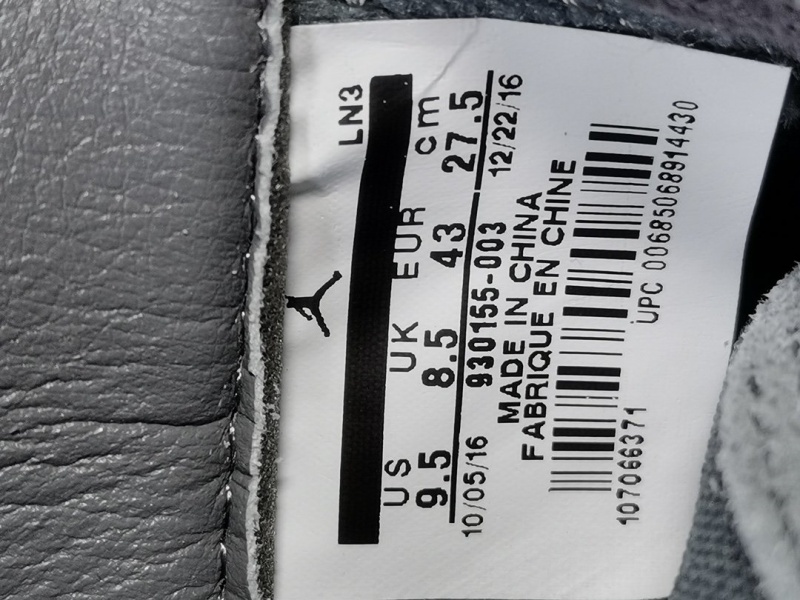 LN3
US UK EUR cm
9.5 8.5 43 27.5
10/05/16 930155-003 12/22/16
MADE IN CHINA
FABRIQUE EN CHINE
107066371 UPC 00685068914430